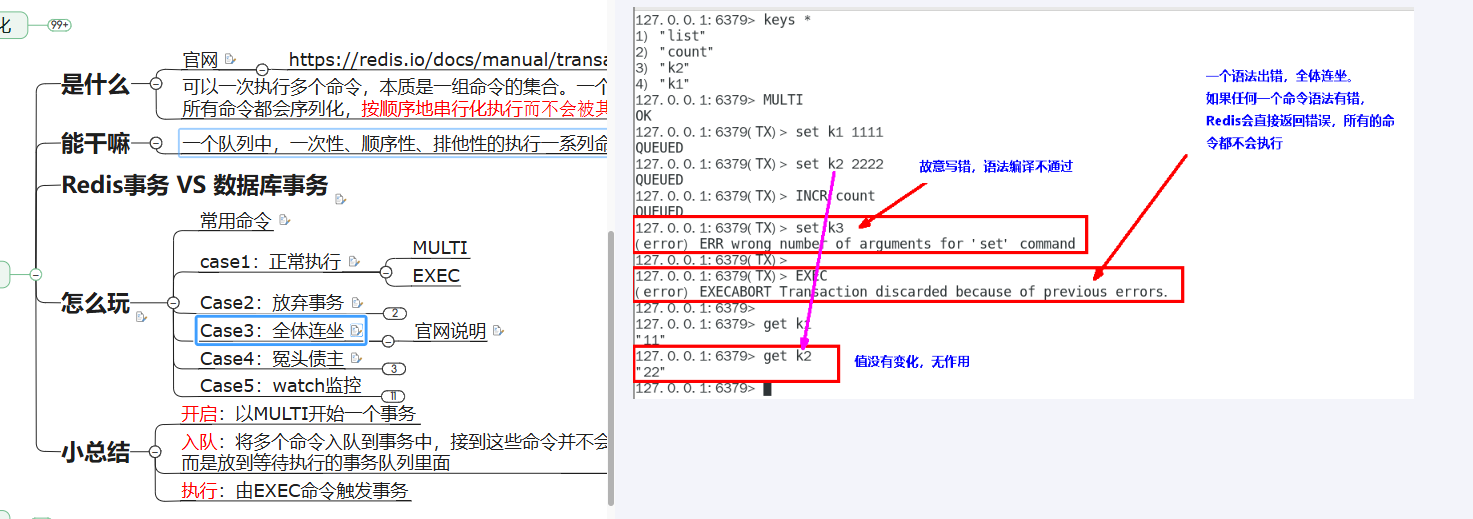 化
99+
是什么
官网
https://redis.io/docs/manual/transa
可以一次执行多个命令，本质是一组命令的集合。一个
所有命令都会序列化，按顺序地串行化执行而不会被其
能干嘛
一个队列中，一次性、顺序性、排他性的执行一系列命
Redis事务 VS 数据库事务
怎么玩
常用命令
case1：正常执行
MULTI
EXEC
Case2：放弃事务
2
Case3：全体连坐
官网说明
Case4：冤头债主
3
Case5：watch监控
11
小总结
开启：以MULTI开始一个事务
入队：将多个命令入队到事务中，接到这些命令并不会
而是放到等待执行的事务队列里面
执行：由EXEC命令触发事务
99+
127.0.0.1:6379> keys *
1) "list"
2) "count"
3) "k2"
4) "k1"
127.0.0.1:6379> MULTI
OK
127.0.0.1:6379(TX)> set k1 1111
QUEUED
127.0.0.1:6379(TX)> set k2 2222
QUEUED
127.0.0.1:6379(TX)> INCR count
QUEUED
127.0.0.1:6379(TX)> set k3
(error) ERR wrong number of arguments for 'set' command
127.0.0.1:6379(TX)>
127.0.0.1:6379(TX)> EXEC
(error) EXECABORT Transaction discarded because of previous errors.
127.0.0.1:6379>
127.0.0.1:6379> get k1
"11"
127.0.0.1:6379> get k2
"22"
127.0.0.1:6379>
一个语法出错，全体连坐。
如果任何一个命令语法有错，
Redis会直接返回错误，所有的命
令都不会执行
故意写错，语法编译不通过
值没有变化，无作用